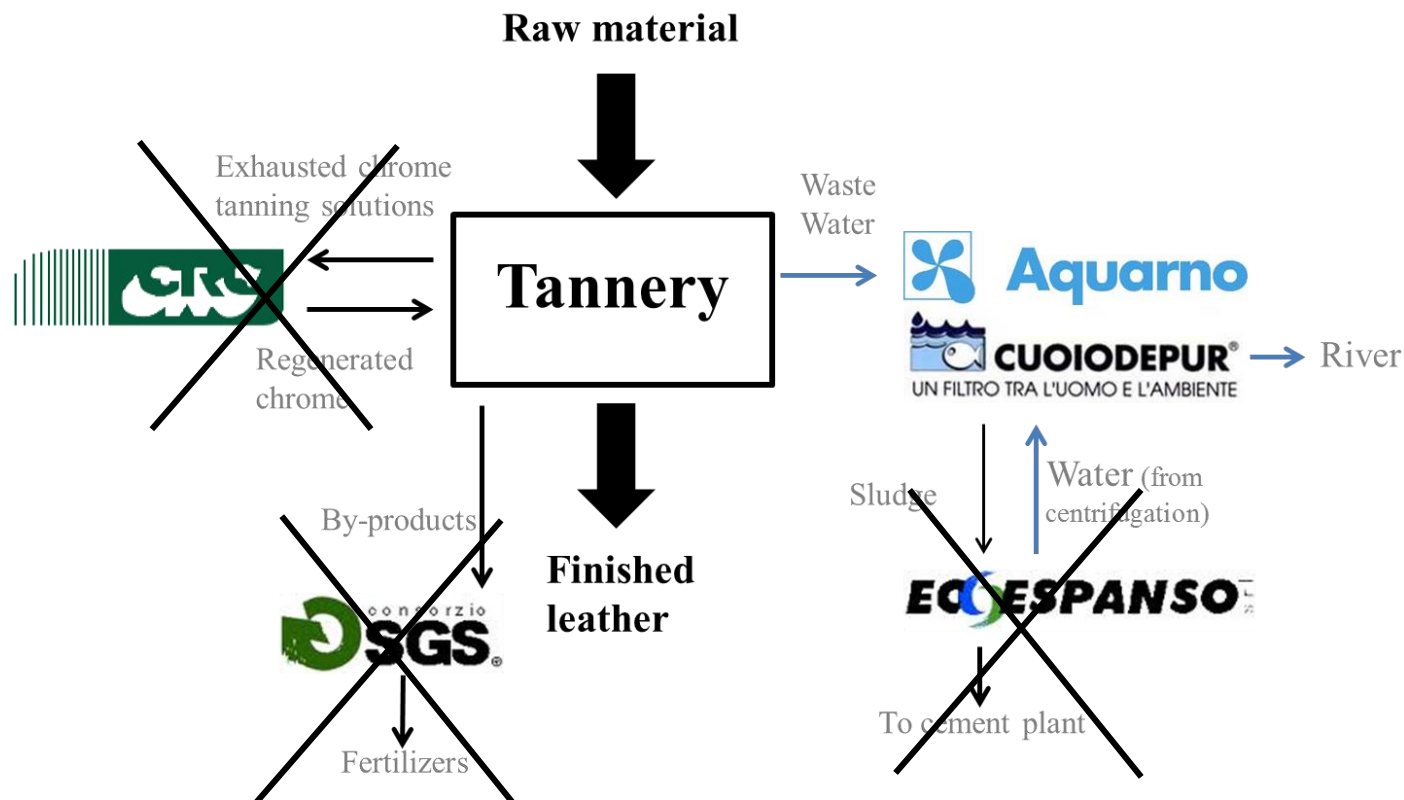 Raw material
Exhausted chrome
tanning solutions
Waste
Water
Tannery
Aquarno
CUOIODEPUR®
UN FILTRO TRA L'UOMO E L'AMBIENTE
River
Regenerated
chrome
Sludge
Water (from
centrifugation)
By-products
Finished
leather
ECOESPANSO
consorzio
SGS®
To cement plant
Fertilizers